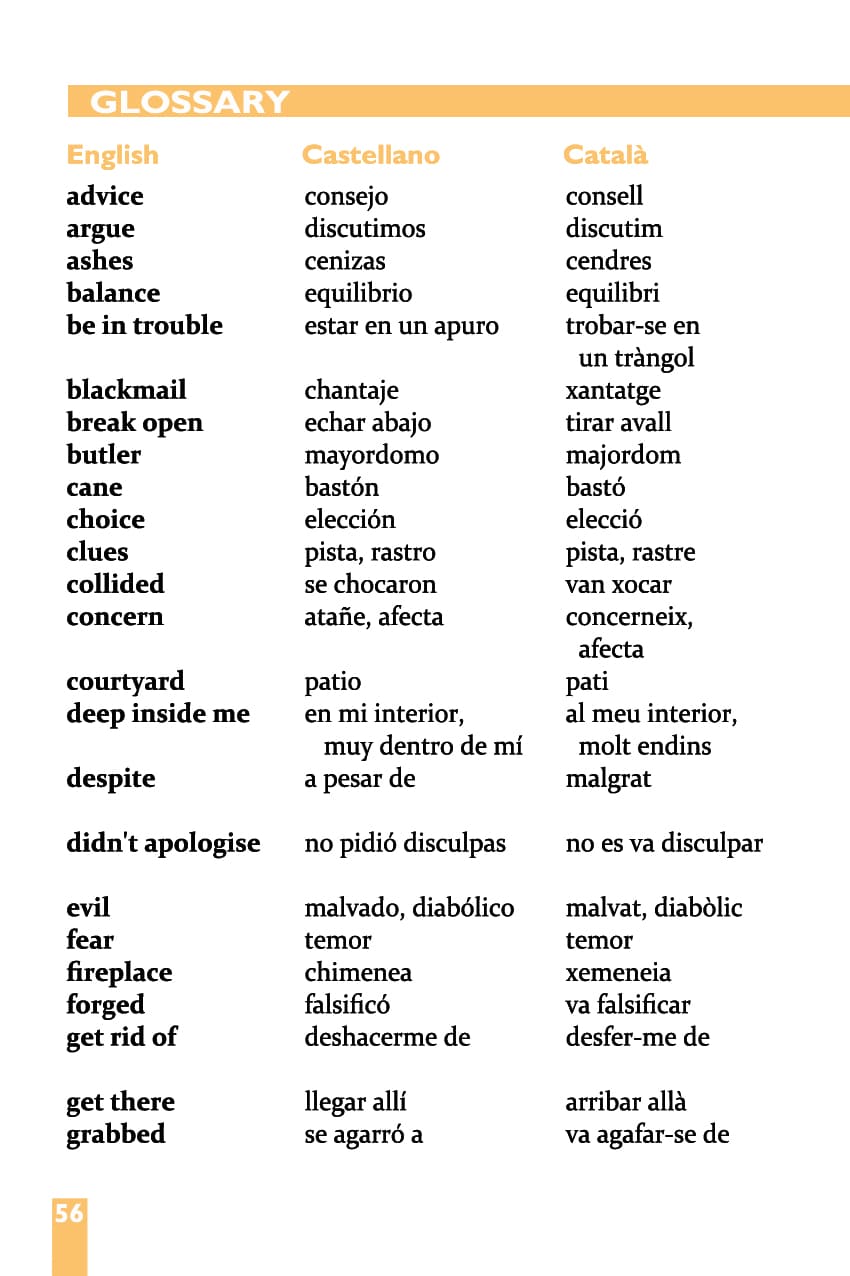 GLOSSARY
English Castellano Català
advice consejo consell
argue discutimos discutim
ashes cenizas cendres
balance equilibrio equilibri
be in trouble estar en un apuro trobar-se en
un tràngol
blackmail chantaje xantatge
break open echar abajo tirar avall
butler mayordomo majordom
cane bastón bastó
choice elección elecció
clues pista, rastro pista, rastre
collided se chocaron van xocar
concern atañe, afecta concerneix,
afecta
courtyard patio pati
deep inside me en mi interior, al meu interior,
muy dentro de mí molt endins
despite a pesar de malgrat
didn't apologise no pidió disculpas no es va disculpar
evil malvado, diabólico malvat, diabòlic
fear temor temor
fireplace chimenea xemeneia
forged falsificó va falsificar
get rid of deshacerme de desfer-me de
get there llegar allí arribar allà
grabbed se agarró a va agafar-se de
56